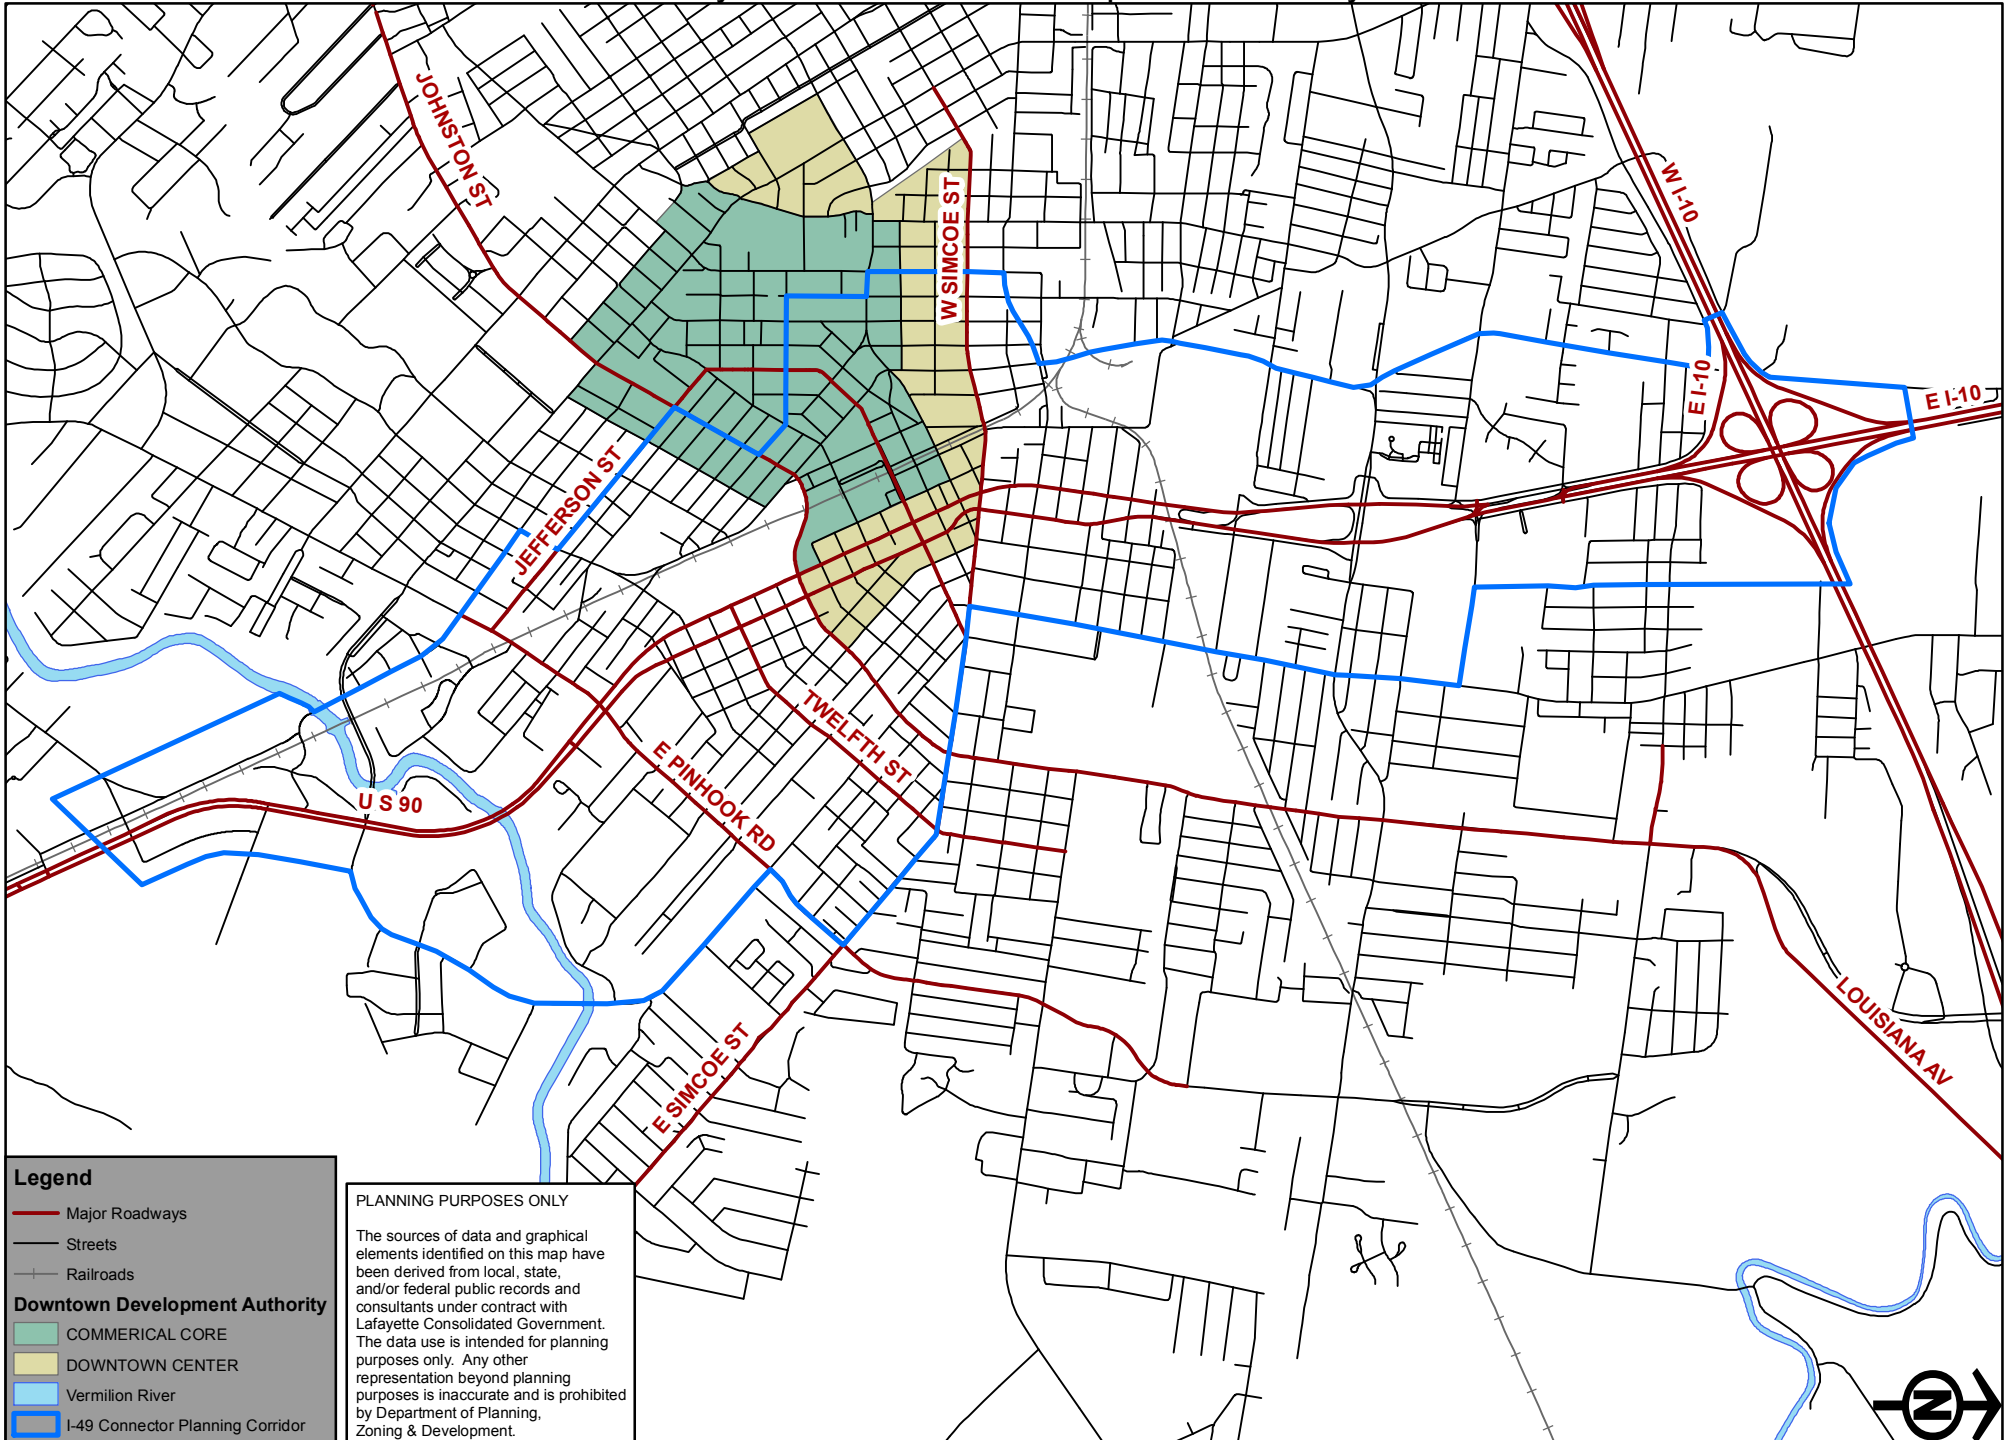 JOHNSTON ST
W SIMCOE ST
W I-10
E I-10
E I-10
JEFFERSON ST
TWELFTH ST
E PINHOOK RD
U S 90
E SIMCOE ST
LOUISIANA AV
Legend
Major Roadways
Streets
Railroads
Downtown Development Authority
COMMERICAL CORE
DOWNTOWN CENTER
Vermilion River
I-49 Connector Planning Corridor
PLANNING PURPOSES ONLY
The sources of data and graphical
elements identified on this map have
been derived from local, state,
and/or federal public records and
consultants under contract with
Lafayette Consolidated Government.
The data use is intended for planning
purposes only. Any other
representation beyond planning
purposes is inaccurate and is prohibited
by Department of Planning,
Zoning & Development.
N